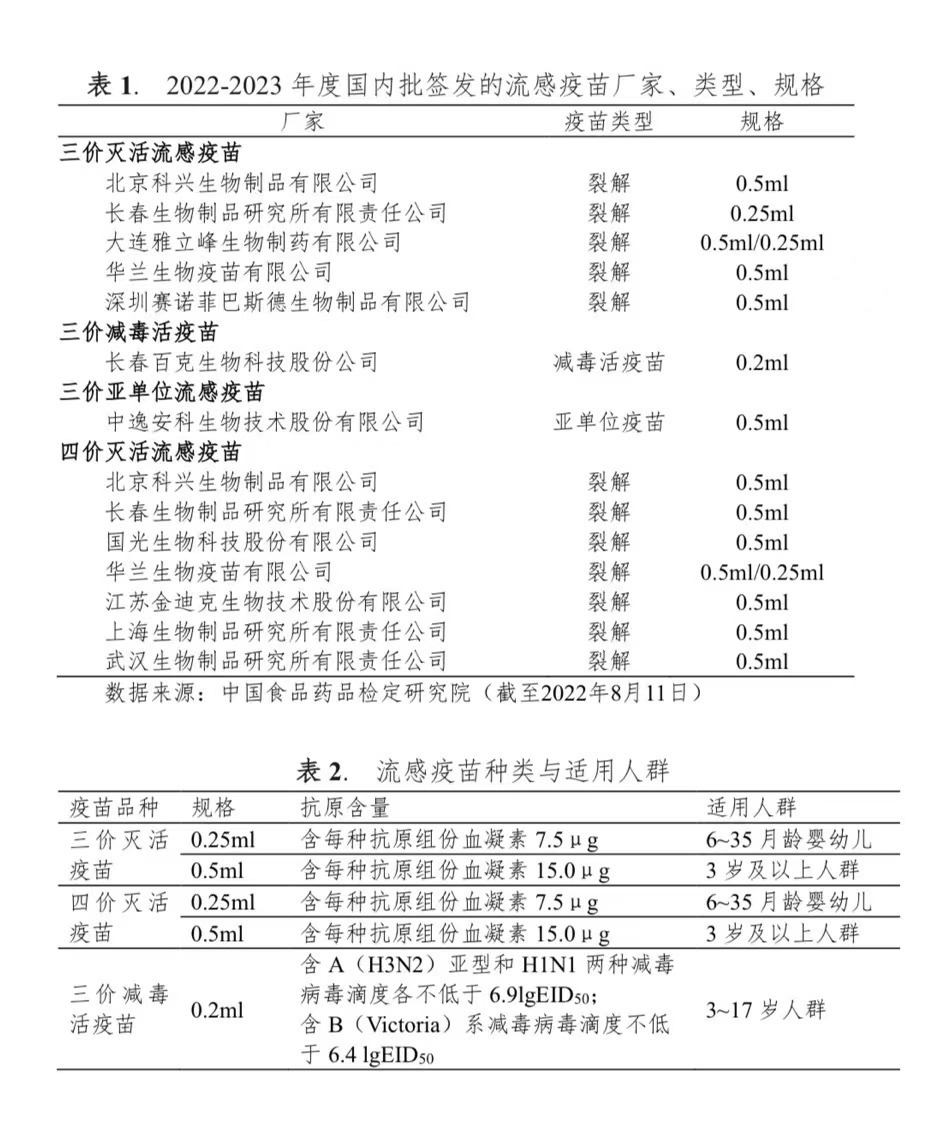 表 1. 2022-2023 年度国内批签发的流感疫苗厂家、类型、规格
厂家 疫苗类型 规格
三价灭活流感疫苗
北京科兴生物制品有限公司 裂解 0.5ml
长春生物制品研究所有限责任公司 裂解 0.25ml
大连雅立峰生物制药有限公司 裂解 0.5ml/0.25ml
华兰生物疫苗有限公司 裂解 0.5ml
深圳赛诺菲巴斯德生物制品有限公司 裂解 0.5ml
三价减毒活疫苗
长春百克生物科技股份公司 减毒活疫苗 0.2ml
三价亚单位流感疫苗
中逸安科生物技术股份有限公司 亚单位疫苗 0.5ml
四价灭活流感疫苗
北京科兴生物制品有限公司 裂解 0.5ml
长春生物制品研究所有限责任公司 裂解 0.5ml
国光生物科技股份有限公司 裂解 0.5ml
华兰生物疫苗有限公司 裂解 0.5ml/0.25ml
江苏金迪克生物技术股份有限公司 裂解 0.5ml
上海生物制品研究所有限责任公司 裂解 0.5ml
武汉生物制品研究所有限责任公司 裂解 0.5ml
数据来源：中国食品药品检定研究院（截至2022年8月11日）
表 2. 流感疫苗种类与适用人群
疫苗品种 规格 抗原含量 适用人群
三价灭活 0.25ml 含每种抗原组份血凝素 7.5μg 6~35 月龄婴幼儿
疫苗 0.5ml 含每种抗原组份血凝素 15.0μg 3 岁及以上人群
四价灭活 0.25ml 含每种抗原组份血凝素 7.5μg 6~35 月龄婴幼儿
疫苗 0.5ml 含每种抗原组份血凝素 15.0μg 3 岁及以上人群
三价减毒活疫苗 0.2ml 含 A（H3N2）亚型和 H1N1 两种减毒
病毒滴度各不低于 6.9lgEID50；
含 B（Victoria）系减毒病毒滴度不低
于 6.4 lgEID50
3~17 岁人群